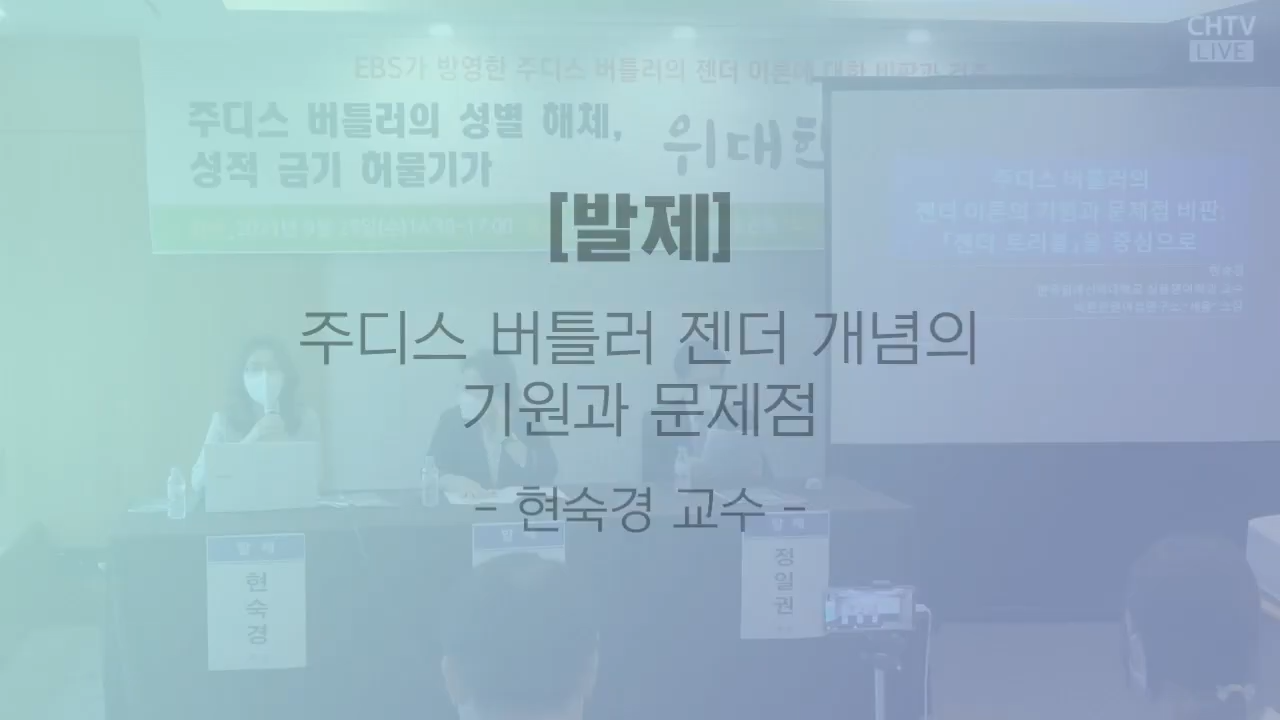 CHTV
LIVE
EBS가 방영한 주디스 버틀러의 젠더 이론에 대한 비판과
주디스 버틀러의 성별 해체,
성적 금기 허물기가
위대한
[발제]
주디스 버틀러 젠더 개념의
기원과 문제점
- 현숙경 교수 -
주디스 버틀러의
젠더 이론의 기원과 문제점 비판:
『젠더 트러블』을 중심으로
현숙경
발 제
현숙경
발 제
발 제
정일권